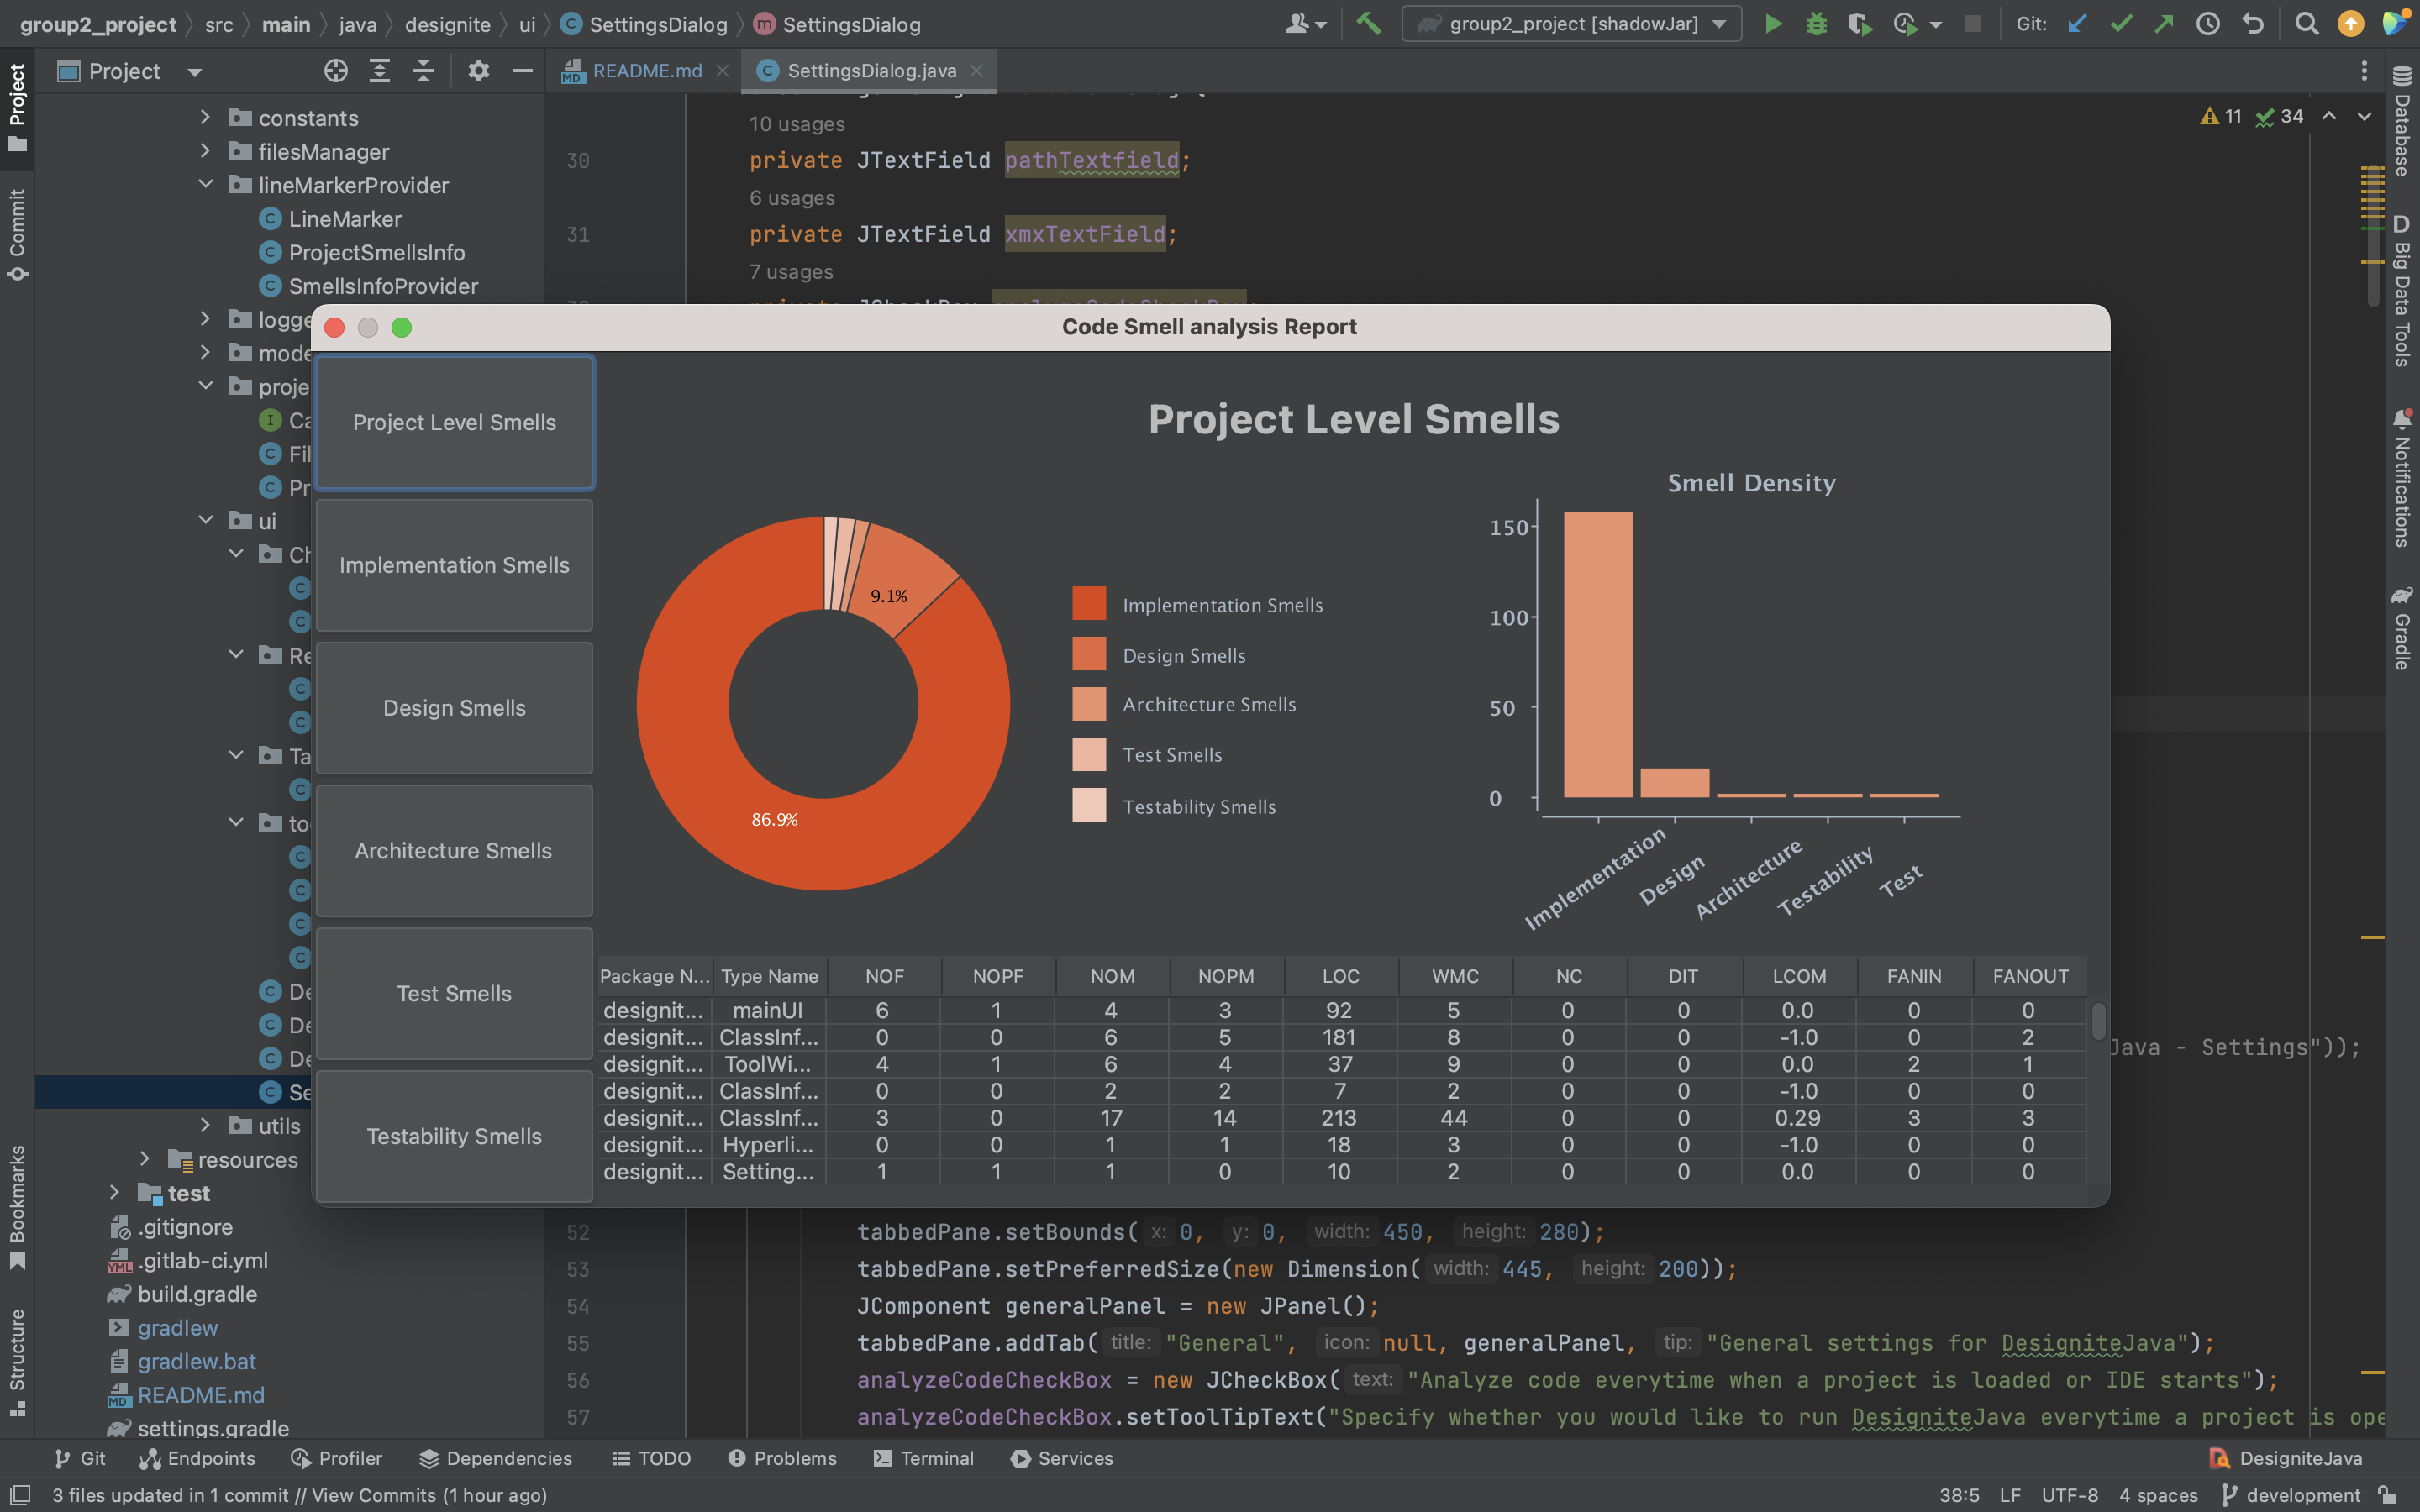 group2_project src main java designite ui SettingsDialog SettingsDialog
group2_project [shadowJar]
Git:
Project
README.md
SettingsDialog.java
Project
Commit
Bookmarks
Structure
constants
filesManager
lineMarkerProvider
LineMarker
ProjectSmellsInfo
SmellsInfoProvider
ui
utils
resources
test
.gitignore
.gitlab-ci.yml
build.gradle
gradlew
gradlew.bat
README.md
settings.gradle
10 usages
30 private JTextField pathTextfield;
6 usages
31 private JTextField xmxTextField;
7 usages
11 34
Database
Big Data Tools
Notifications
Gradle
Code Smell analysis Report
Project Level Smells
Implementation Smells
Design Smells
Architecture Smells
Test Smells
Testability Smells
Project Level Smells
9.1%
86.9%
Implementation Smells
Design Smells
Architecture Smells
Test Smells
Testability Smells
Smell Density
150
100
50
0
Implementation
Design
Architecture
Testability
Test
Package N... Type Name NOF NOPF NOM NOPM LOC WMC NC DIT LCOM FANIN FANOUT
designit... mainUI 6 1 4 3 92 5 0 0 0.0 0 0
designit... ClassInf... 0 0 6 5 181 8 0 0 -1.0 0 2
designit... ToolWi... 4 1 6 4 37 9 0 0 0.0 2 1
designit... ClassInf... 0 0 2 2 7 2 0 0 -1.0 0 0
designit... ClassInf... 3 0 17 14 213 44 0 0 0.29 3 3
designit... Hyperli... 0 0 1 1 18 3 0 0 -1.0 0 0
designit... Setting... 1 1 1 0 10 2 0 0 0.0 0 0
Java - Settings"));
52 tabbedPane.setBounds( x: 0, y: 0, width: 450, height: 280);
53 tabbedPane.setPreferredSize(new Dimension( width: 445, height: 200));
54 JComponent generalPanel = new JPanel();
55 tabbedPane.addTab( title: "General", icon: null, generalPanel, tip: "General settings for DesigniteJava");
56 analyzeCodeCheckBox = new JCheckBox( text: "Analyze code everytime when a project is loaded or IDE starts");
57 analyzeCodeCheckBox.setToolTipText("Specify whether you would like to run DesigniteJava everytime a project is ope
Git Endpoints Profiler Dependencies TODO Problems Terminal Services DesigniteJava
3 files updated in 1 commit // View Commits (1 hour ago) 38:5 LF UTF-8 4 spaces development